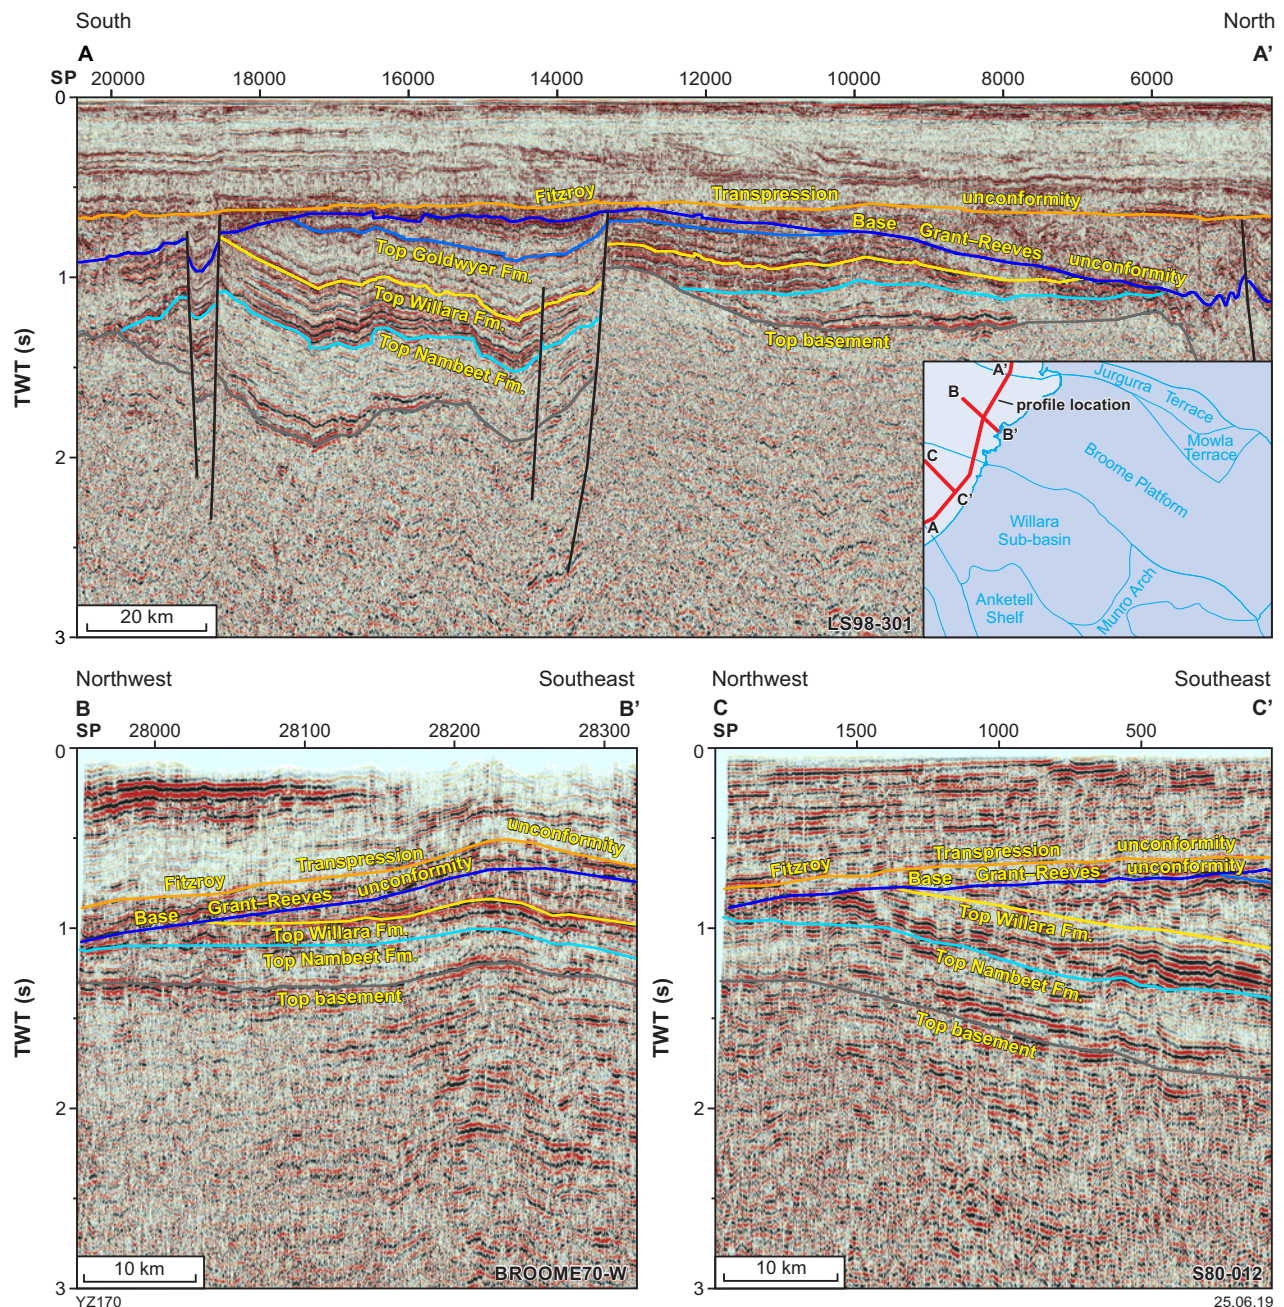 South
North
A
A’
SP 20000 18000 16000 14000 12000 10000 8000 6000
0
1
2
3
TWT (s)
Fitzroy Transpression unconformity
Base Grant–Reeves unconformity
Top Goldwyer Fm.
Top Willara Fm.
Top Nambeet Fm.
Top basement
20 km
LS98-301
A’
B
B’
C
C’
A
profile location
Jurgurra Terrace
Mowla Terrace
Broome Platform
Willara
Sub-basin
Anketell
Shelf
Munro Arch
Northwest
Southeast
B
B’
SP 28000 28100 28200 28300
0
1
2
3
TWT (s)
Fitzroy Transpression unconformity
Base Grant–Reeves unconformity
Top Willara Fm.
Top Nambeet Fm.
Top basement
10 km
BROOME70-W
Northwest
Southeast
C
C’
SP 1500 1000 500
0
1
2
3
TWT (s)
Fitzroy Transpression unconformity
Base Grant–Reeves unconformity
Top Willara Fm.
Top Nambeet Fm.
Top basement
10 km
S80-012
YZ170
25.06.19